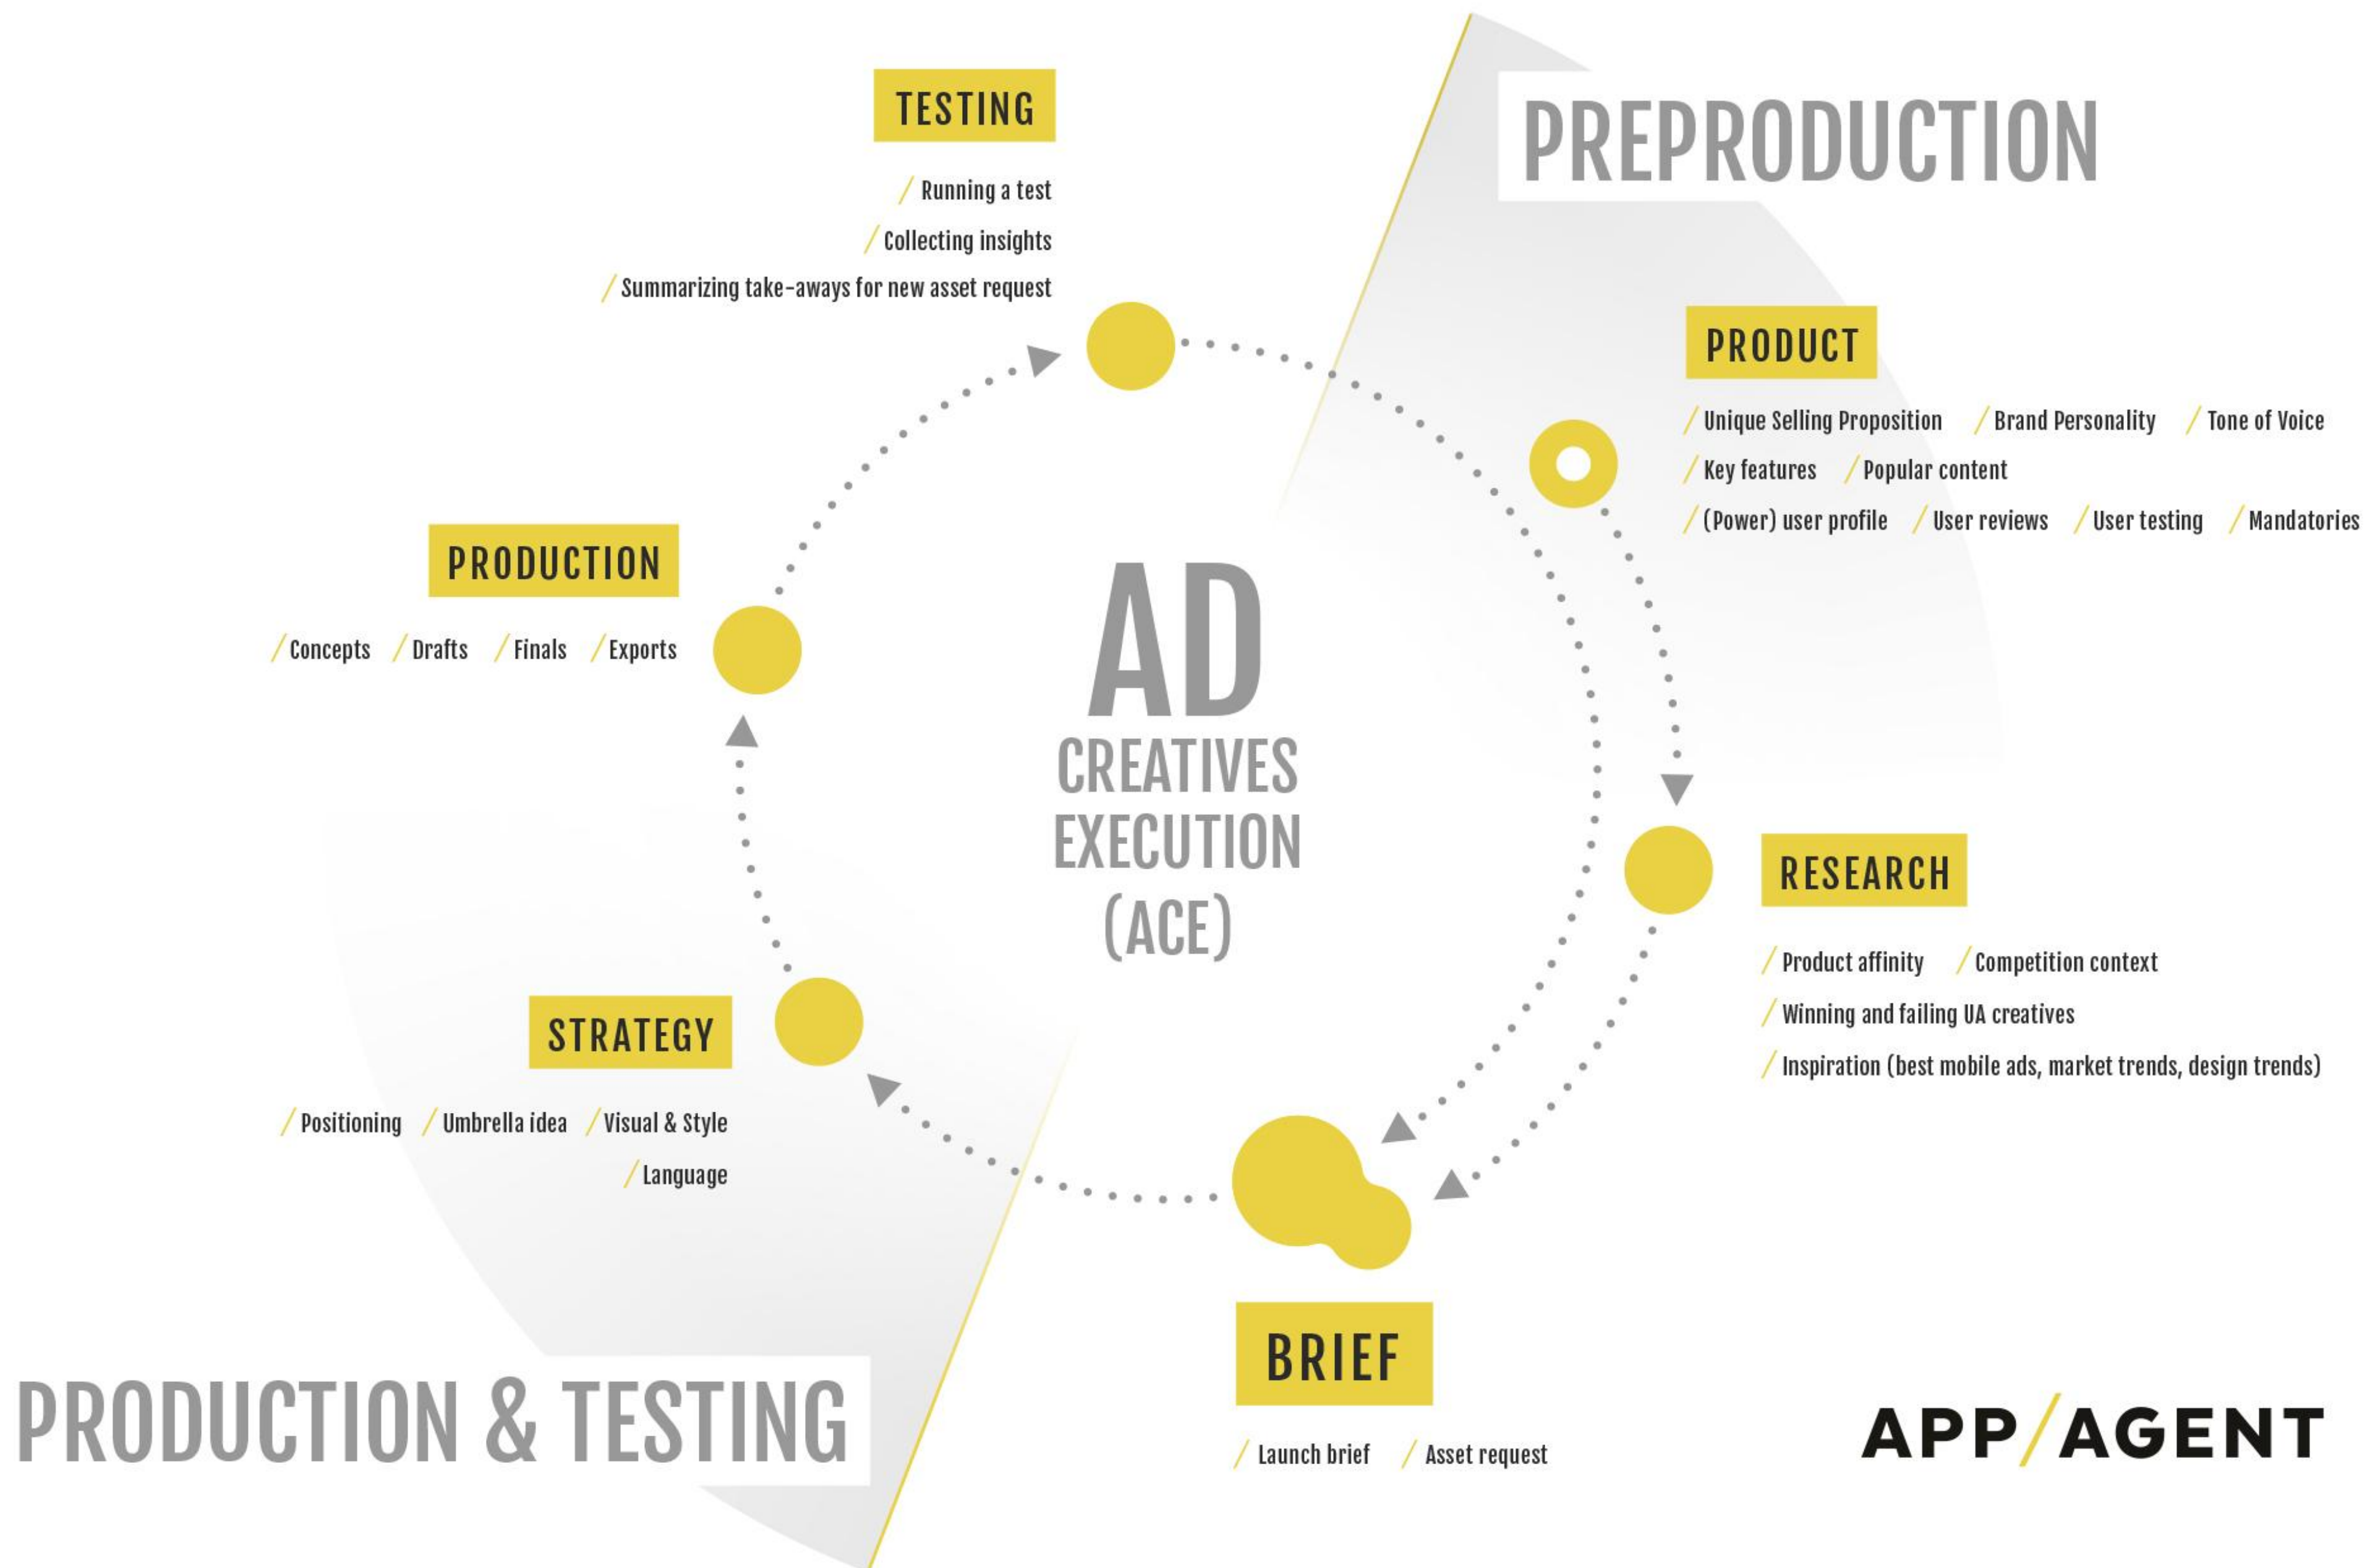 TESTING
/ Running a test
/ Collecting insights
/ Summarizing take-aways for new asset request
PREPRODUCTION
PRODUCT
/ Unique Selling Proposition / Brand Personality / Tone of Voice
/ Key features / Popular content
/ (Power) user profile / User reviews / User testing / Mandatories
PRODUCTION
/ Concepts / Drafts / Finals / Exports
AD
CREATIVES
EXECUTION
(ACE)
RESEARCH
/ Product affinity / Competition context
/ Winning and failing UA creatives
/ Inspiration (best mobile ads, market trends, design trends)
STRATEGY
/ Positioning / Umbrella idea / Visual & Style
/ Language
BRIEF
/ Launch brief / Asset request
PRODUCTION & TESTING
APP/AGENT